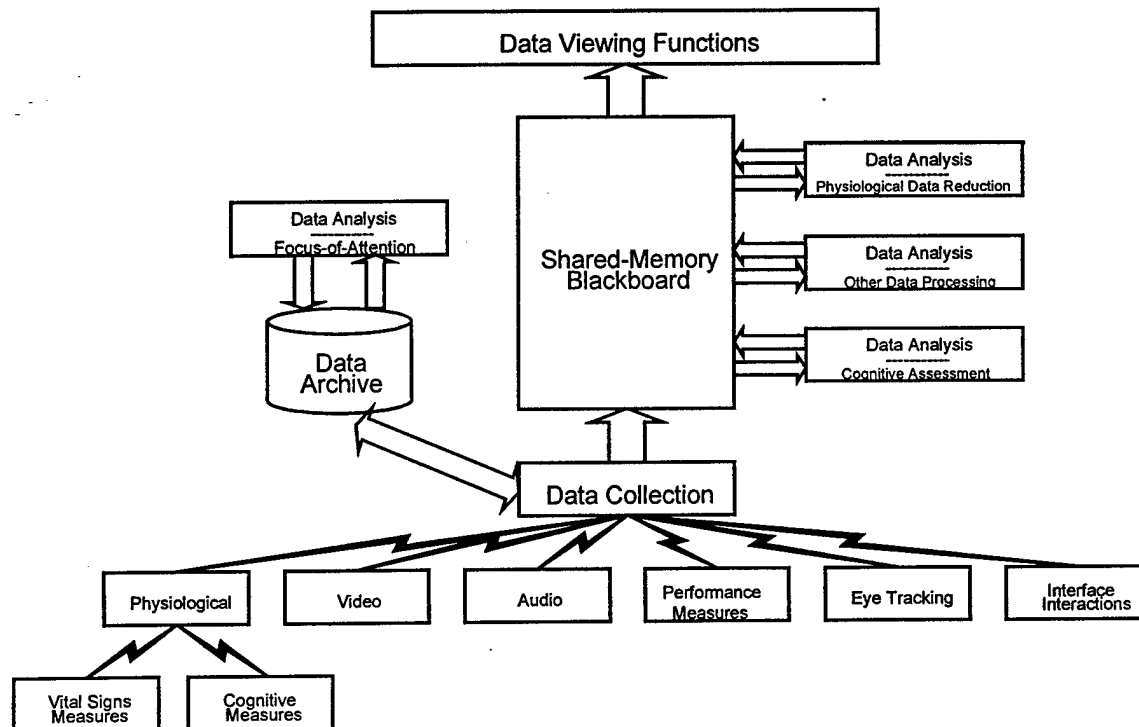 Data Viewing Functions
Data Analysis
Physiological Data Reduction
Data Analysis
Focus-of-Attention
Shared-Memory
Blackboard
Data Analysis
Other Data Processing
Data Analysis
Cognitive Assessment
Data
Archive
Data Collection
Physiological
Video
Audio
Performance
Measures
Eye Tracking
Interface
Interactions
Vital Signs
Measures
Cognitive
Measures